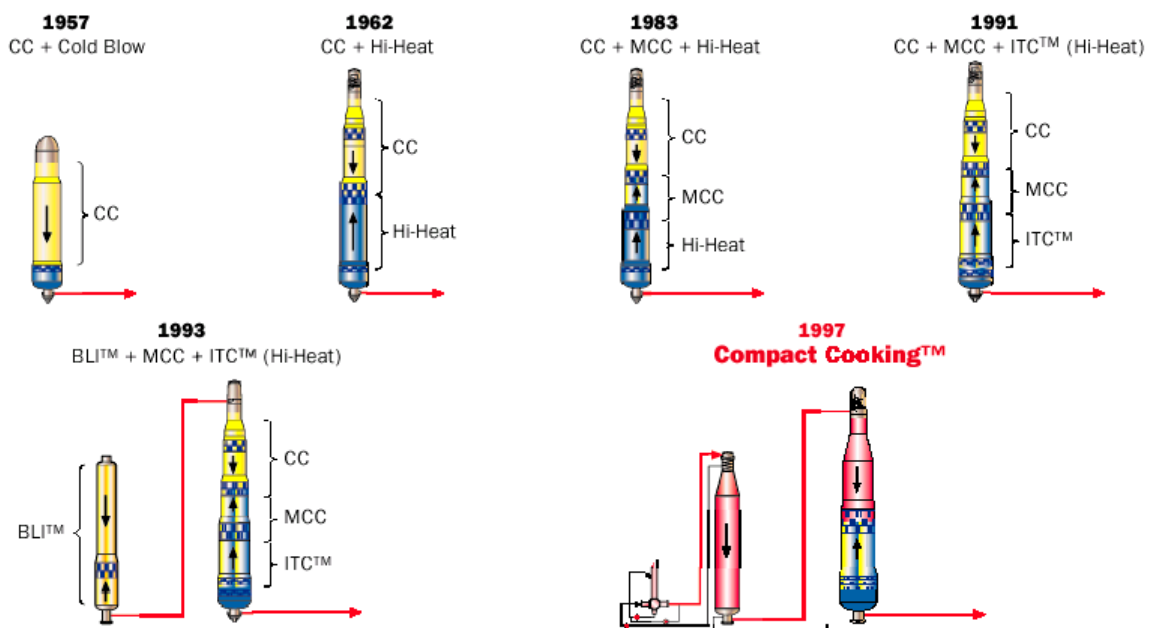 1957
CC + Cold Blow
CC
1962
CC + Hi-Heat
CC
Hi-Heat
1983
CC + MCC + Hi-Heat
CC
MCC
Hi-Heat
1991
CC + MCC + ITC™ (Hi-Heat)
CC
MCC
ITC™
1993
BLI™ + MCC + ITC™ (Hi-Heat)
BLI™
CC
MCC
ITC™
1997
Compact Cooking™